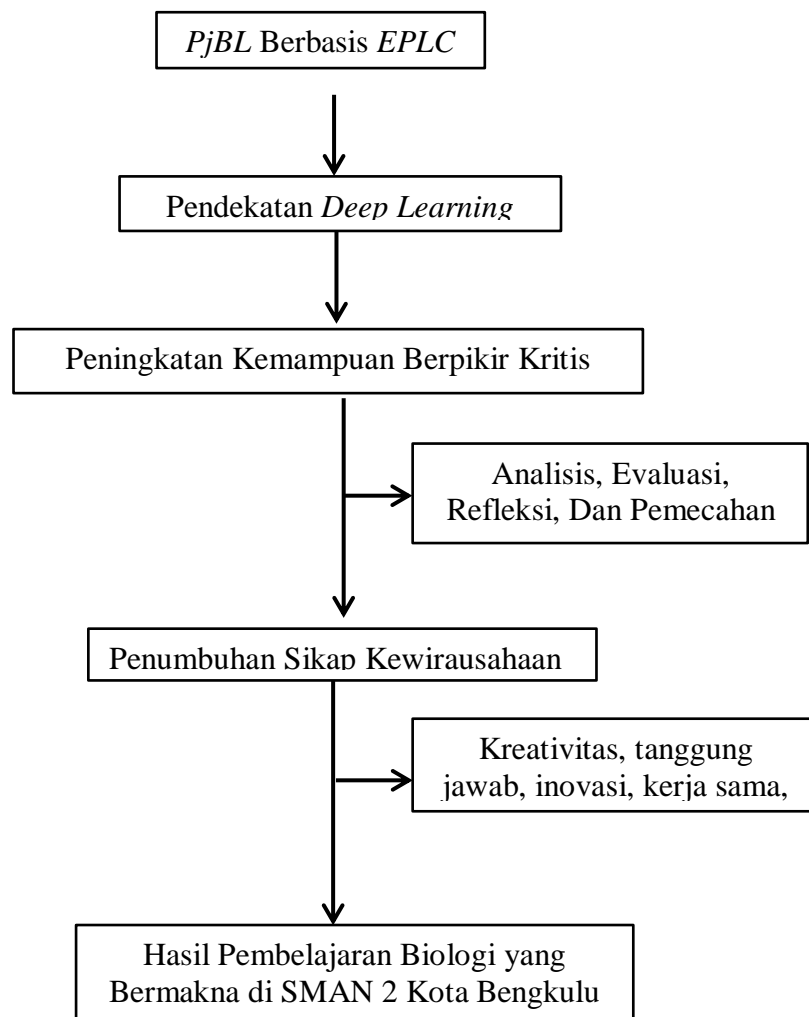 PjBL Berbasis EPLC
Pendekatan Deep Learning
Peningkatan Kemampuan Berpikir Kritis
Analisis, Evaluasi,
Refleksi, Dan Pemecahan
Penumbuhan Sikap Kewirausahaan
Kreativitas, tanggung
jawab, inovasi, kerja sama,
Hasil Pembelajaran Biologi yang
Bermakna di SMAN 2 Kota Bengkulu